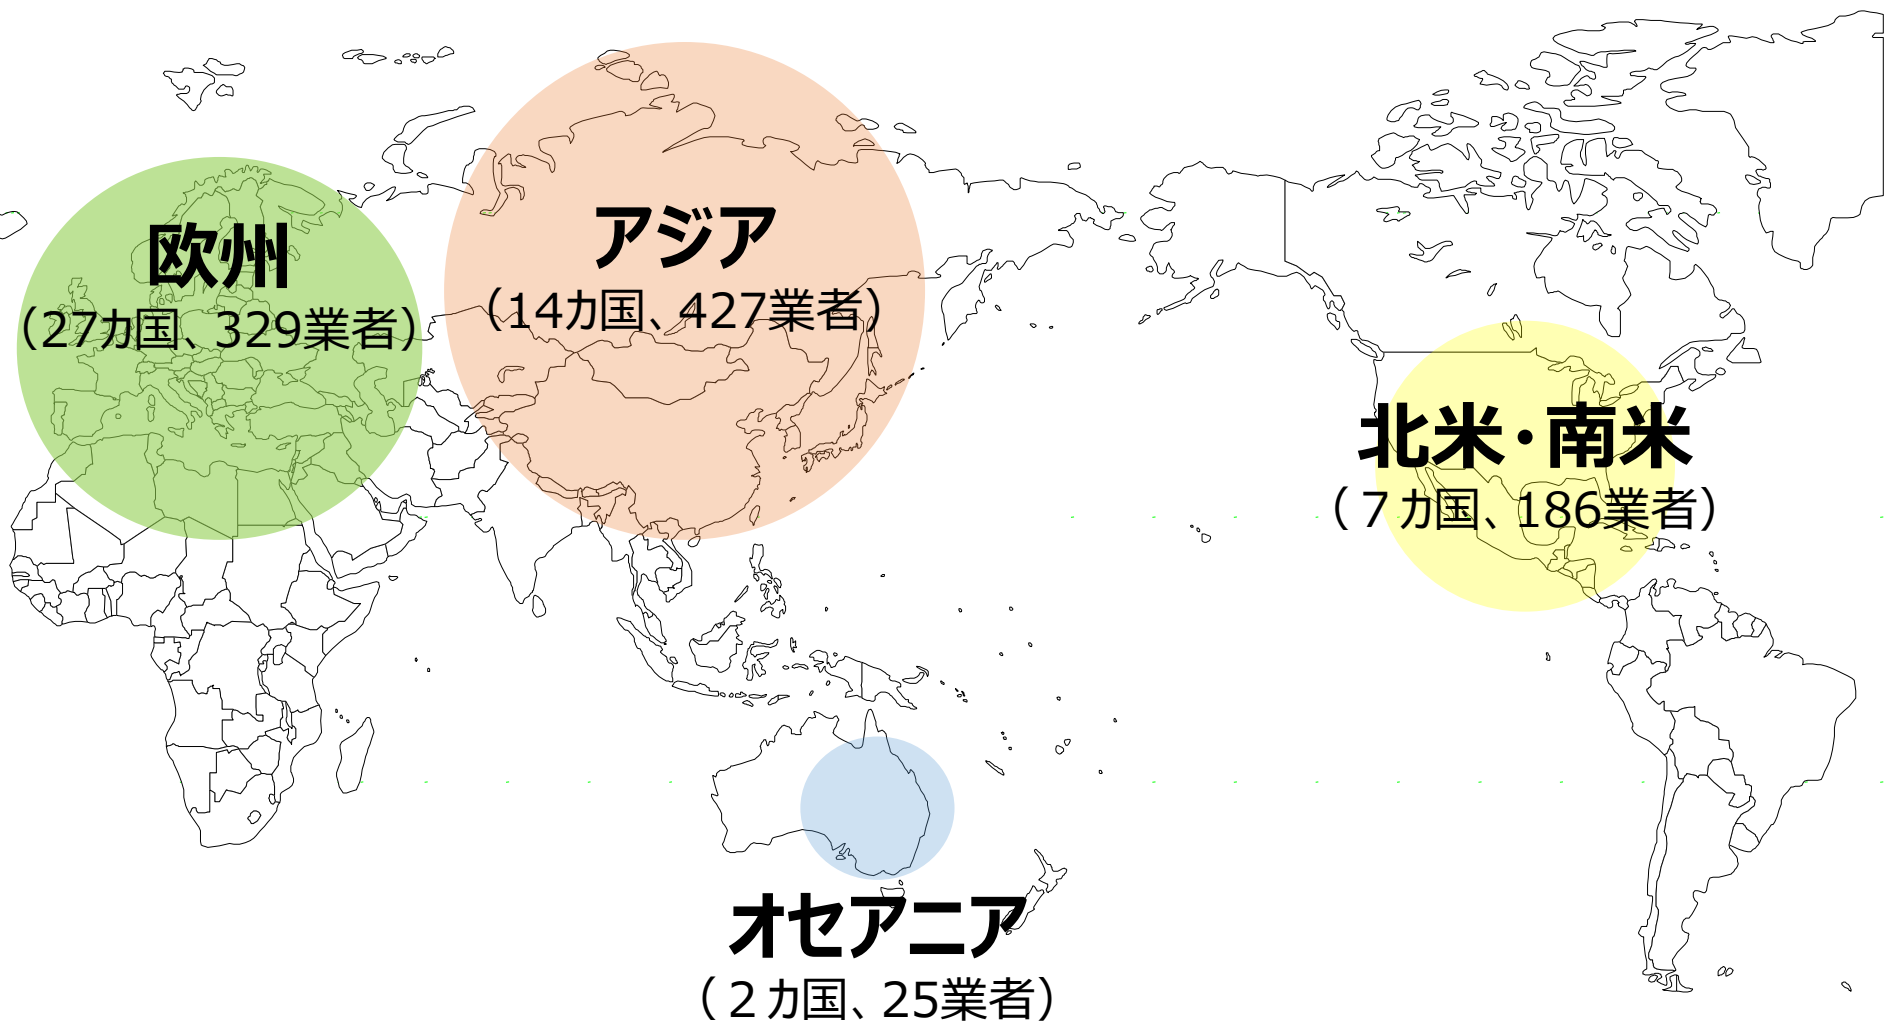 欧州
（27カ国、329業者）
アジア
（14カ国、427業者）
北米・南米
（７カ国、186業者）
オセアニア
（２カ国、25業者）